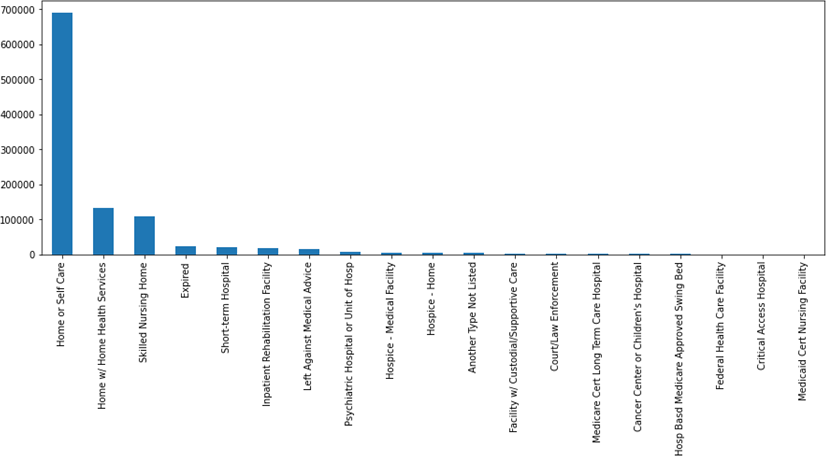 700000
600000
500000
400000
300000
200000
100000
0
Home or Self Care
Home w/ Home Health Services
Skilled Nursing Home
Expired
Short-term Hospital
Inpatient Rehabilitation Facility
Left Against Medical Advice
Psychiatric Hospital or Unit of Hosp
Hospice - Medical Facility
Hospice - Home
Another Type Not Listed
Facility w/ Custodial/Supportive Care
Court/Law Enforcement
Medicare Cert Long Term Care Hospital
Cancer Center or Children's Hospital
Hosp Basd Medicare Approved Swing Bed
Federal Health Care Facility
Critical Access Hospital
Medicaid Cert Nursing Facility